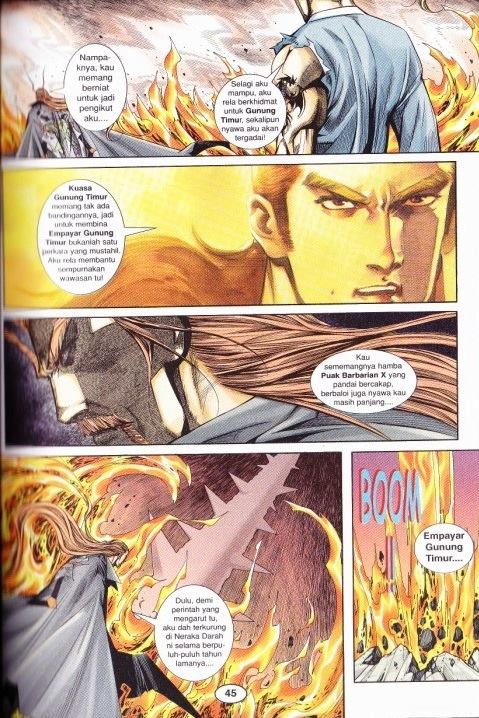 Nampa-
knya, kau
memang
berniat
untuk jadi
pengikut
aku....
Selagi aku
mampu, aku
rela berkhidmat
untuk Gunung
Timur, sekalipun
nyawa aku akan
tergadai!
Kuasa
Gunung Timur
memang tak ada
bandingannya, jadi
untuk membina
Empayar Gunung
Timur bukanlah satu
perkara yang mustahil.
Aku rela membantu
sempurnakan
wawasan tu!
Kau
sememangnya hamba
Puak Barbarian X yang
pandai bercakap,
berbaloi juga nyawa kau
masih panjang....
Dulu, demi
perintah yang
mengarut tu,
aku dah terkurung
di Neraka Darah
ni selama berpu-
luh-puluh tahun
lamanya....
BOOM
Empayar
Gunung
Timur....
45